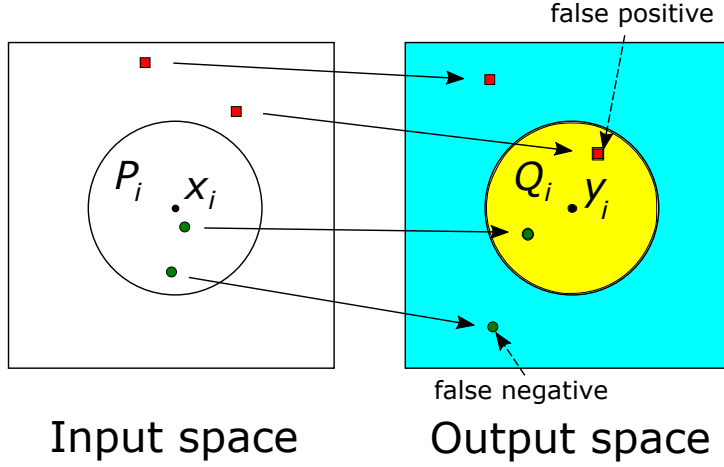 false positive
P_i x_i
Q_i y_i
false negative
Input space
Output space